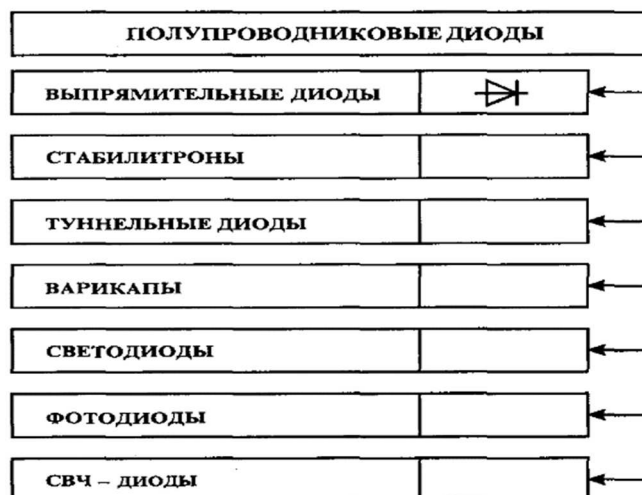 ПОЛУПРОВОДНИКОВЫЕ ДИОДЫ
ВЫПРЯМИТЕЛЬНЫЕ ДИОДЫ
СТАБИЛИТРОНЫ
ТУННЕЛЬНЫЕ ДИОДЫ
ВАРИКАПЫ
СВЕТОДИОДЫ
ФОТОДИОДЫ
СВЧ – ДИОДЫ